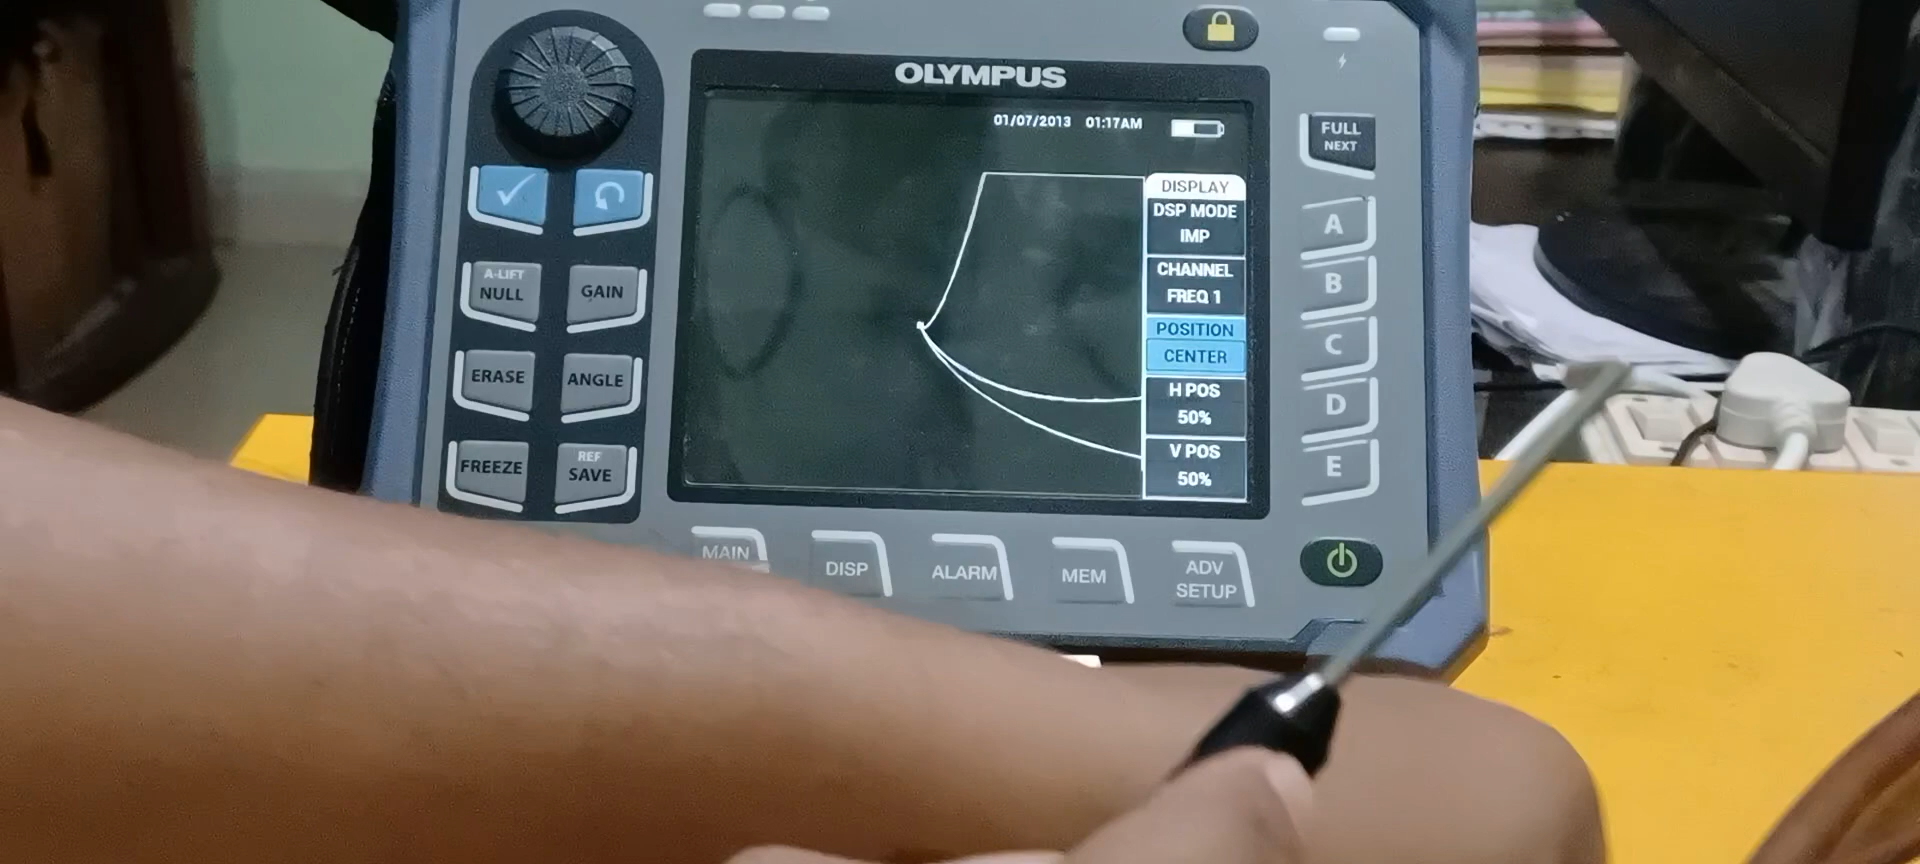 OLYMPUS
01/07/2013 01:17AM
DISPLAY
DSP MODE
IMP
CHANNEL
FREQ 1
POSITION
CENTER
H POS
50%
V POS
50%
A-LIFT
NULL
GAIN
ERASE
ANGLE
FREEZE
REF
SAVE
FULL
NEXT
A
B
C
D
E
MAIN
DISP
ALARM
MEM
ADV
SETUP